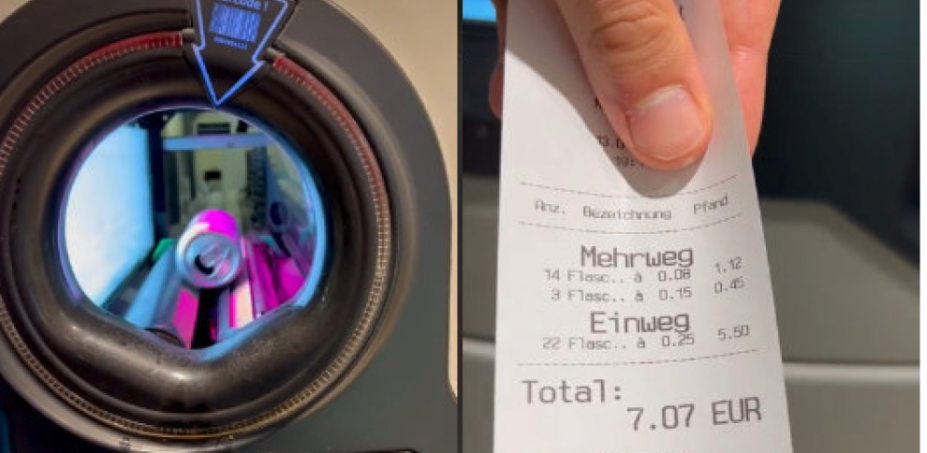 Anz. Bezeichnung Pfand
Mehrweg
14 Flasc.. à 0.08 1.12
3 Flasc.. à 0.15 0.45
Einweg
22 Flasc.. à 0.25 5.50
Total:
7.07 EUR